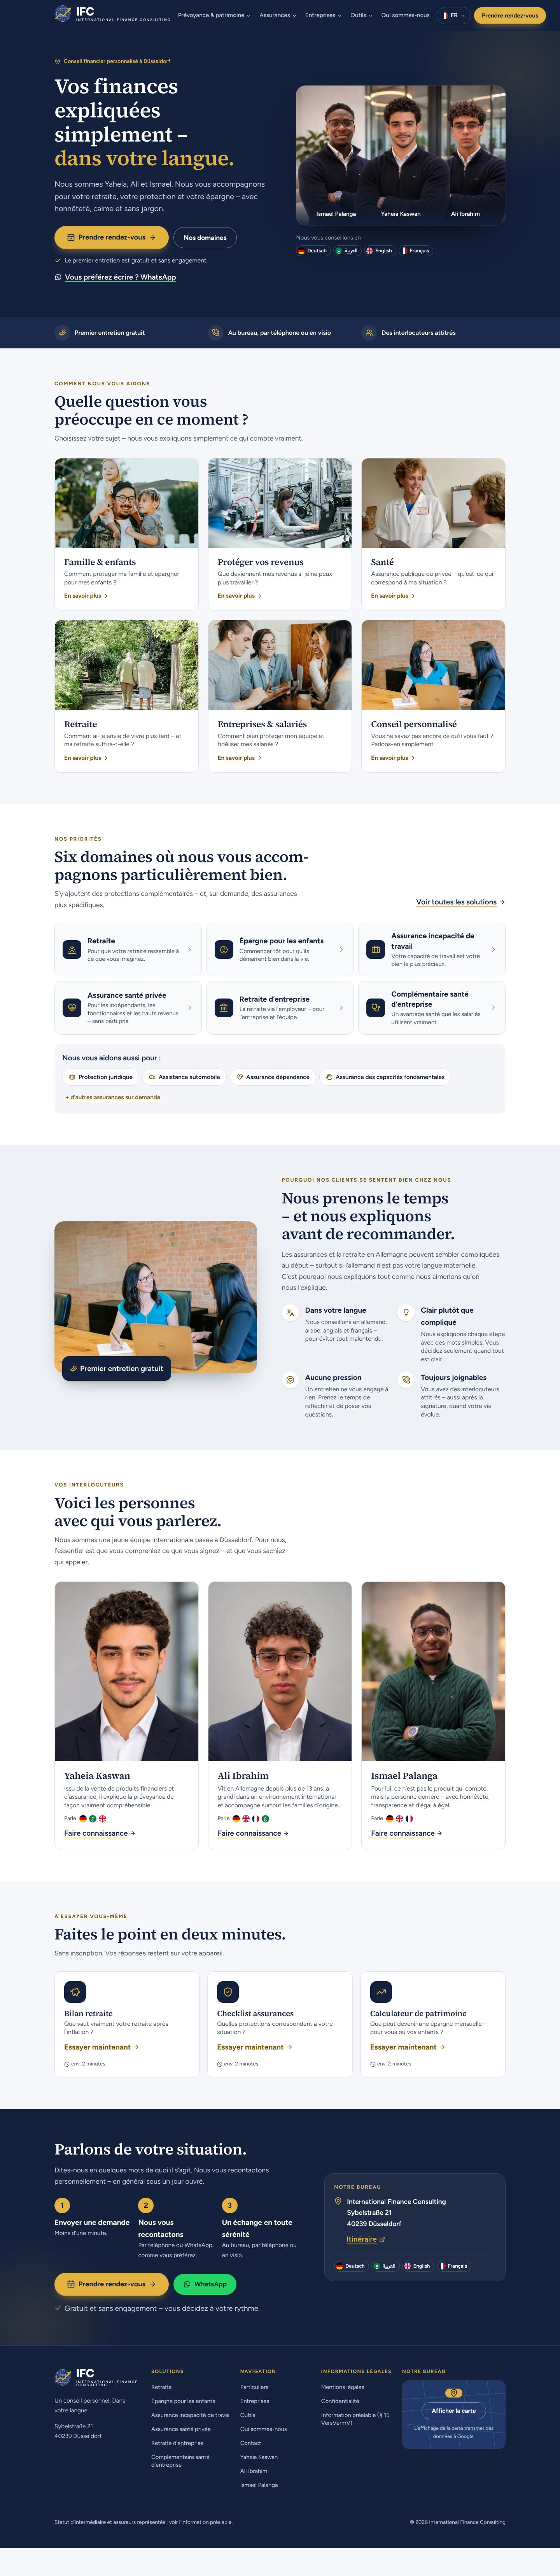 IFC
INTERNATIONAL FINANCE CONSULTING
Prévoyance & patrimoine
Assurances
Entreprises
Outils
Qui sommes-nous
FR
Prendre rendez-vous
Conseil financier personnalisé à Düsseldorf
Vos finances
expliquées
simplement –
dans votre langue.
Nous sommes Yaheia, Ali et Ismael. Nous vous accompagnons
pour votre retraite, votre protection et votre épargne – avec
honnêteté, calme et sans jargon.
Prendre rendez-vous
Nos domaines
Le premier entretien est gratuit et sans engagement.
Vous préférez écrire ? WhatsApp
Ismael Palanga
Yaheia Kaswan
Ali Ibrahim
Nous vous conseillons en
Deutsch
العربية
English
Français
Premier entretien gratuit
Au bureau, par téléphone ou en visio
Des interlocuteurs attitrés
COMMENT NOUS VOUS AIDONS
Quelle question vous
préoccupe en ce moment ?
Choisissez votre sujet – nous vous expliquons simplement ce qui compte vraiment.
Famille & enfants
Comment protéger ma famille et épargner
pour mes enfants ?
En savoir plus
Protéger vos revenus
Que deviennent mes revenus si je ne peux
plus travailler ?
En savoir plus
Santé
Assurance publique ou privée – qu'est-ce qui
correspond à ma situation ?
En savoir plus
Retraite
Comment ai-je envie de vivre plus tard – et
ma retraite suffira-t-elle ?
En savoir plus
Entreprises & salariés
Comment bien protéger mon équipe et
fidéliser mes salariés ?
En savoir plus
Conseil personnalisé
Vous ne savez pas encore ce qu'il vous faut ?
Parlons-en simplement.
En savoir plus
NOS PRIORITÉS
Six domaines où nous vous accom-
pagnons particulièrement bien.
S'y ajoutent des protections complémentaires – et, sur demande, des assurances
plus spécifiques.
Voir toutes les solutions
Retraite
Pour que votre retraite ressemble à
ce que vous imaginez.
Épargne pour les enfants
Commencer tôt pour qu'ils
démarrent bien dans la vie.
Assurance incapacité de
travail
Votre capacité de travail est votre
bien le plus précieux.
Assurance santé privée
Pour les indépendants, les
fonctionnaires et les hauts revenus
– sans parti pris.
Retraite d'entreprise
La retraite via l'employeur – pour
l'entreprise et l'équipe.
Complémentaire santé
d'entreprise
Un avantage santé que les salariés
utilisent vraiment.
Nous vous aidons aussi pour :
Protection juridique
Assistance automobile
Assurance dépendance
Assurance des capacités fondamentales
+ d'autres assurances sur demande
POURQUOI NOS CLIENTS SE SENTENT BIEN CHEZ NOUS
Nous prenons le temps
– et nous expliquons
avant de recommander.
Les assurances et la retraite en Allemagne peuvent sembler compliquées
au début – surtout si l'allemand n'est pas votre langue maternelle.
C'est pourquoi nous expliquons tout comme nous aimerions qu'on
nous l'explique.
Premier entretien gratuit
Dans votre langue
Nous conseillons en allemand,
arabe, anglais et français –
pour éviter tout malentendu.
Clair plutôt que
compliqué
Nous expliquons chaque étape
avec des mots simples. Vous
décidez seulement quand tout
est clair.
Aucune pression
Un entretien ne vous engage à
rien. Prenez le temps de
réfléchir et de poser vos
questions.
Toujours joignables
Vous avez des interlocuteurs
attitrés – aussi après la
signature, quand votre vie
évolue.
VOS INTERLOCUTEURS
Voici les personnes
avec qui vous parlerez.
Nous sommes une jeune équipe internationale basée à Düsseldorf. Pour nous,
l'essentiel est que vous compreniez ce que vous signez – et que vous sachiez
qui appeler.
Yaheia Kaswan
Issu de la vente de produits financiers et
d'assurance, il explique la prévoyance de
façon vraiment compréhensible.
Parle
Faire connaissance
Ali Ibrahim
Vit en Allemagne depuis plus de 13 ans, a
grandi dans un environnement international
et accompagne surtout les familles d'origine...
Parle
Faire connaissance
Ismael Palanga
Pour lui, ce n'est pas le produit qui compte,
mais la personne derrière – avec honnêteté,
transparence et d'égal à égal.
Parle
Faire connaissance
À ESSAYER VOUS-MÊME
Faites le point en deux minutes.
Sans inscription. Vos réponses restent sur votre appareil.
Bilan retraite
Que vaut vraiment votre retraite après
l'inflation ?
Essayer maintenant
env. 2 minutes
Checklist assurances
Quelles protections correspondent à votre
situation ?
Essayer maintenant
env. 2 minutes
Calculateur de patrimoine
Que peut devenir une épargne mensuelle –
pour vous ou vos enfants ?
Essayer maintenant
env. 2 minutes
Parlons de votre situation.
Dites-nous en quelques mots de quoi il s'agit. Nous vous recontactons
personnellement – en général sous un jour ouvré.
1
Envoyer une demande
Moins d'une minute.
2
Nous vous
recontactons
Par téléphone ou WhatsApp,
comme vous préférez.
3
Un échange en toute
sérénité
Au bureau, par téléphone ou
en visio.
Prendre rendez-vous
WhatsApp
Gratuit et sans engagement – vous décidez à votre rythme.
NOTRE BUREAU
International Finance Consulting
Sybelstraße 21
40239 Düsseldorf
Itinéraire
Deutsch
العربية
English
Français
IFC
INTERNATIONAL FINANCE
CONSULTING
Un conseil personnel. Dans
votre langue.
Sybelstraße 21
40239 Düsseldorf
SOLUTIONS
Retraite
Épargne pour les enfants
Assurance incapacité de travail
Assurance santé privée
Retraite d'entreprise
Complémentaire santé
d'entreprise
NAVIGATION
Particuliers
Entreprises
Outils
Qui sommes-nous
Contact
Yaheia Kaswan
Ali Ibrahim
Ismael Palanga
INFORMATIONS LÉGALES
Mentions légales
Confidentialité
Information préalable (§ 15
VersVermV)
NOTRE BUREAU
Afficher la carte
L'affichage de la carte transmet des
données à Google.
Statut d'intermédiaire et assureurs représentés : voir l'information préalable.
© 2026 International Finance Consulting